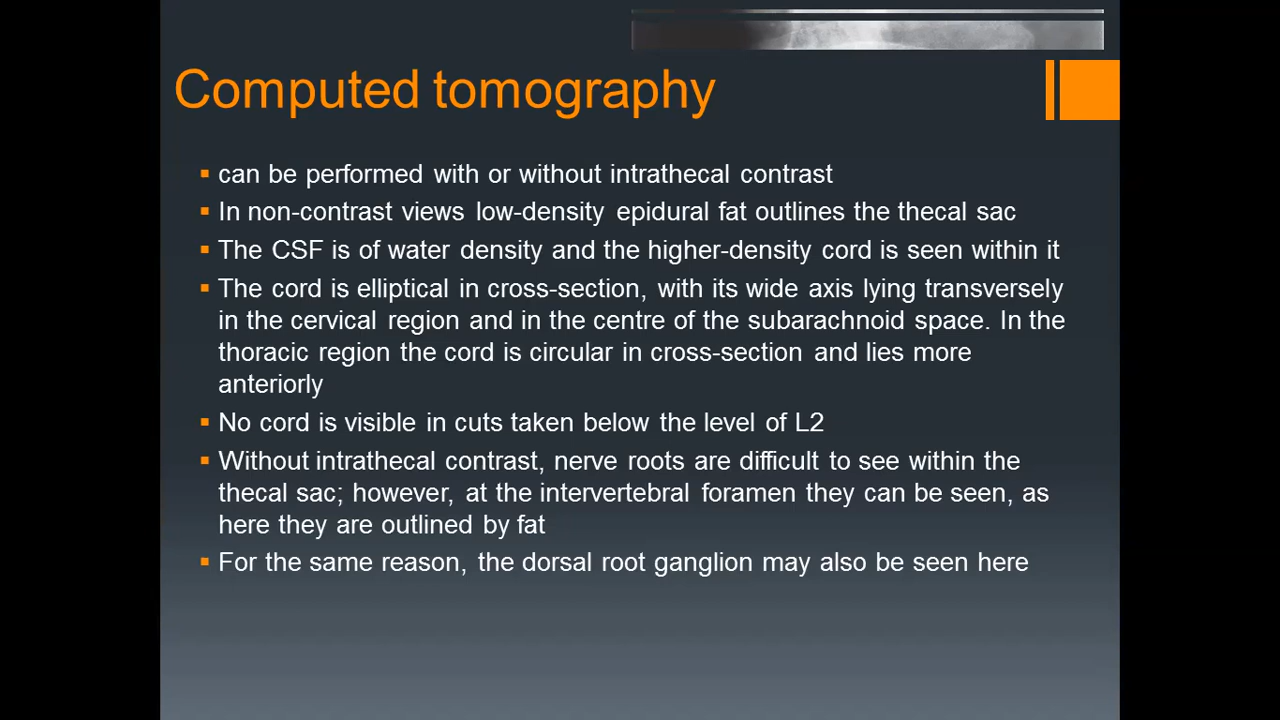 Computed tomography
can be performed with or without intrathecal contrast
In non-contrast views low-density epidural fat outlines the thecal sac
The CSF is of water density and the higher-density cord is seen within it
The cord is elliptical in cross-section, with its wide axis lying transversely
in the cervical region and in the centre of the subarachnoid space. In the
thoracic region the cord is circular in cross-section and lies more
anteriorly
No cord is visible in cuts taken below the level of L2
Without intrathecal contrast, nerve roots are difficult to see within the
thecal sac; however, at the intervertebral foramen they can be seen, as
here they are outlined by fat
For the same reason, the dorsal root ganglion may also be seen here